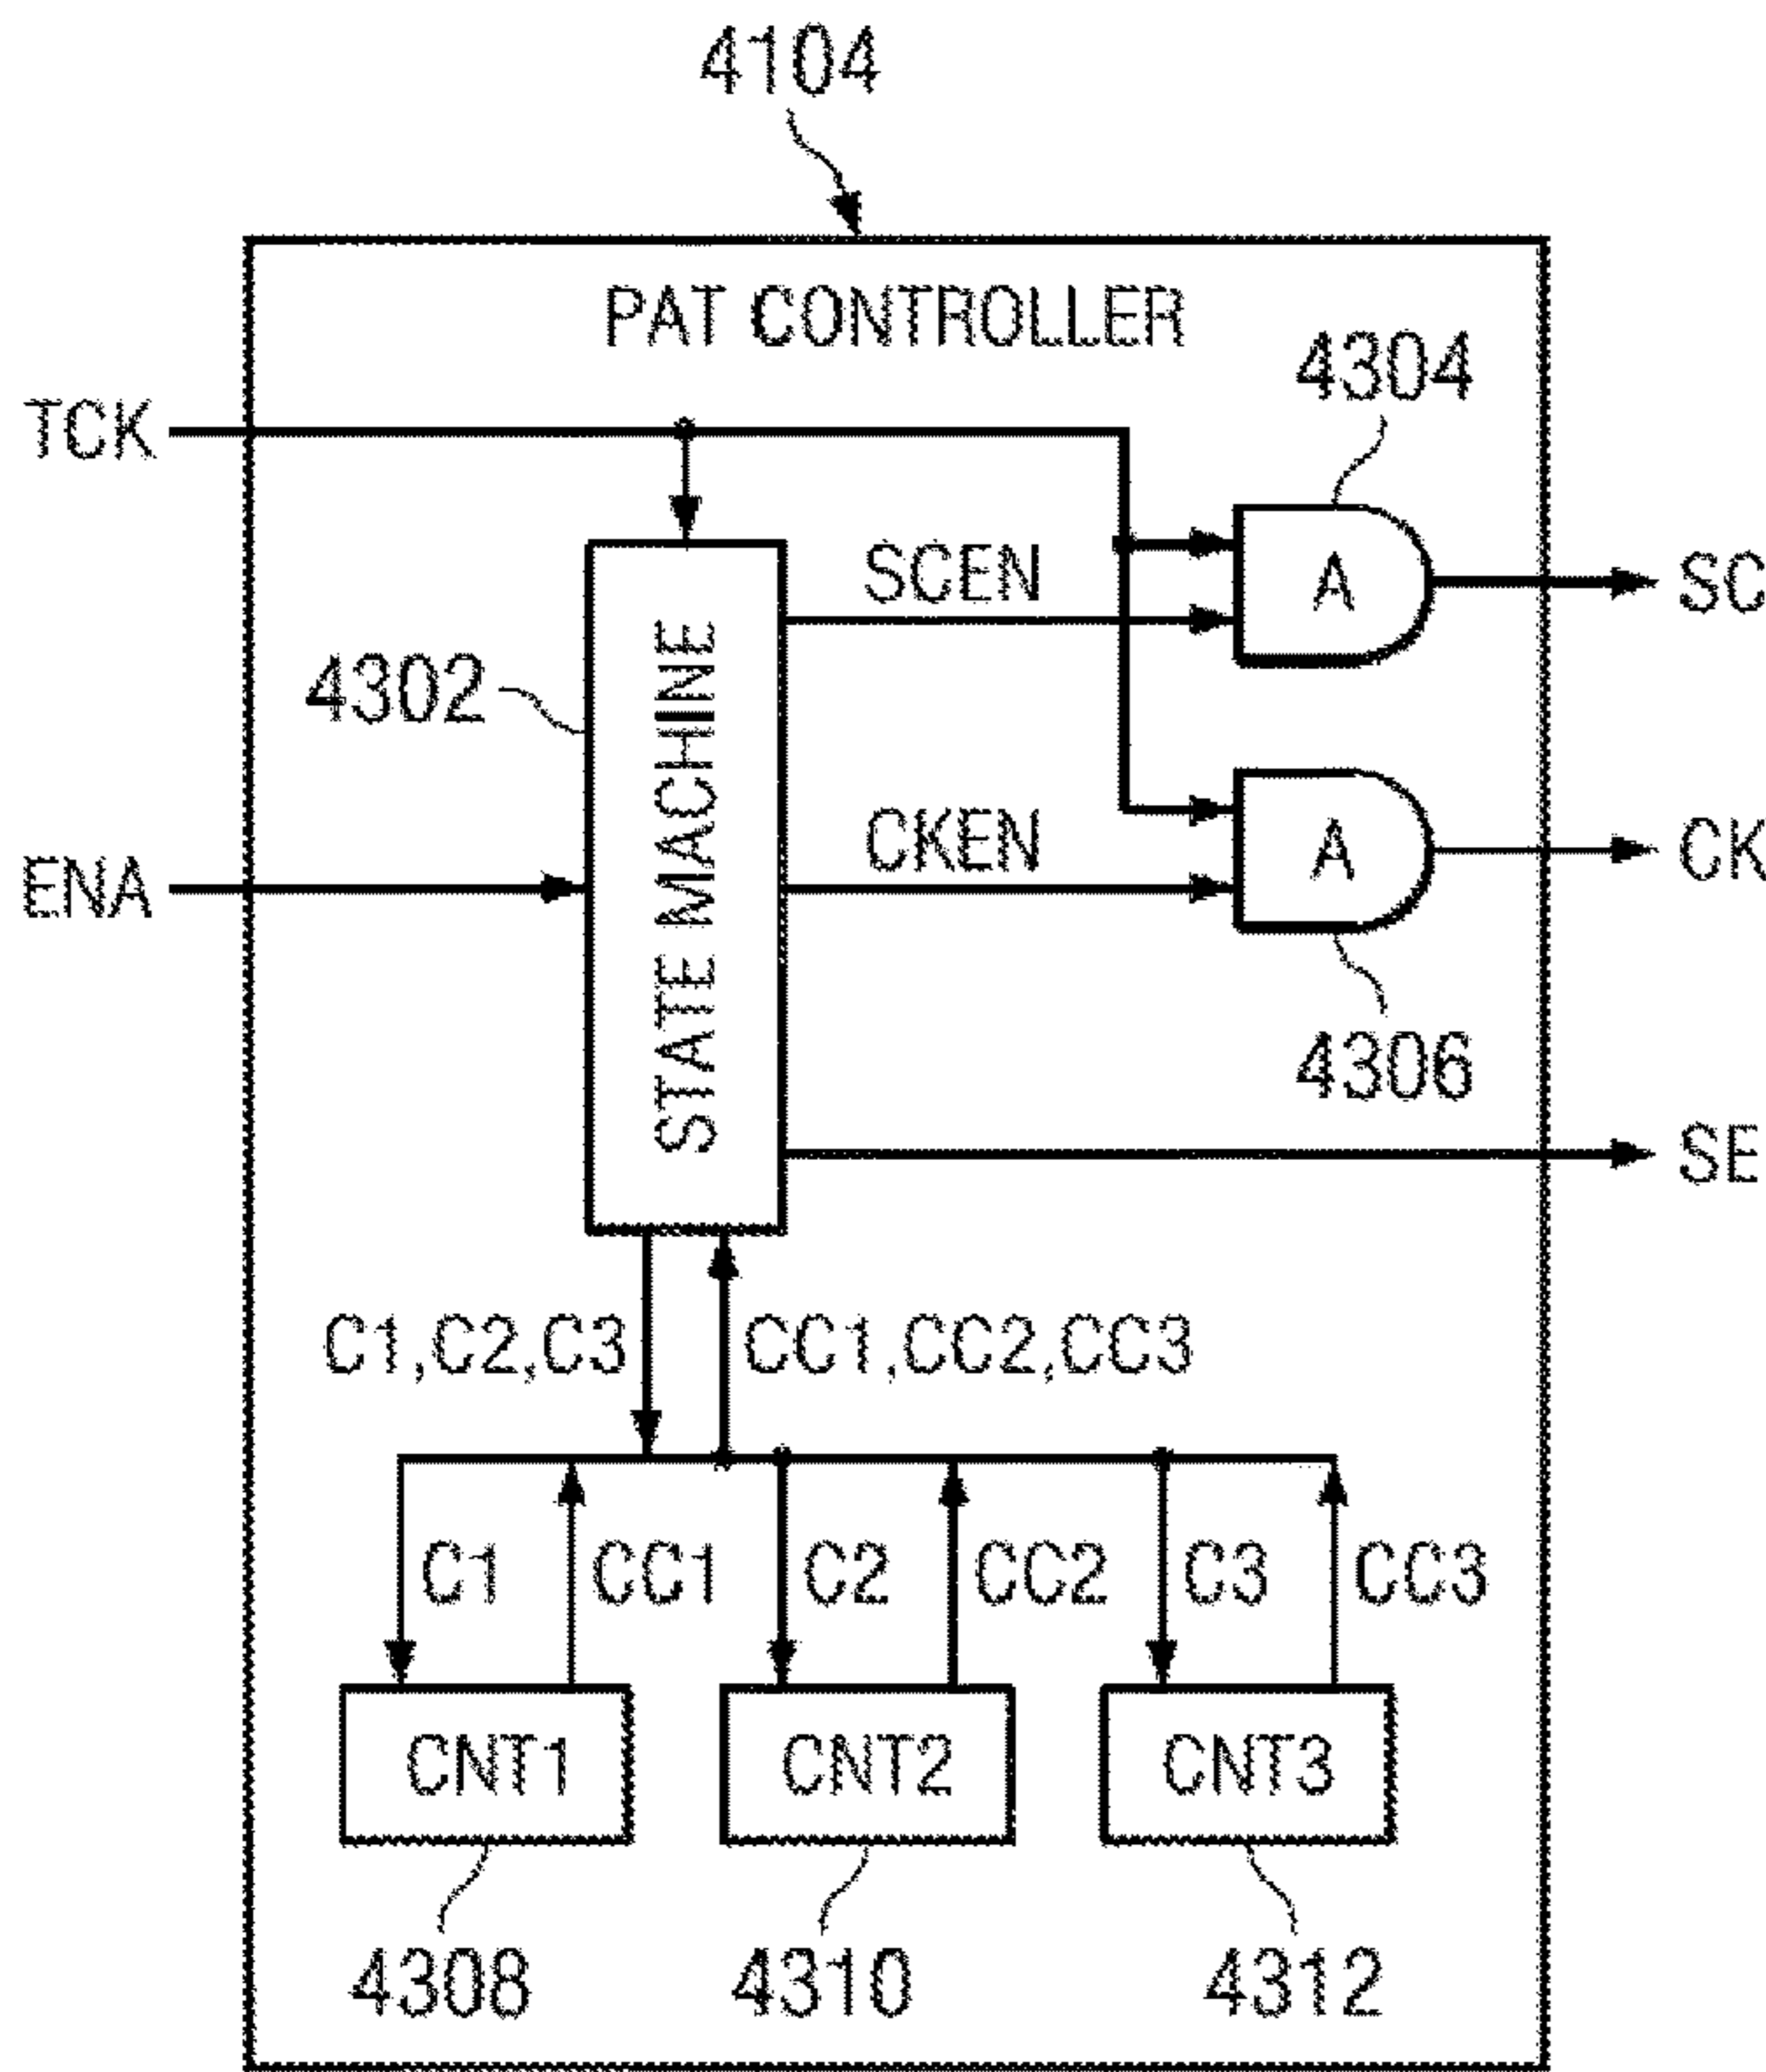 4104
PAT CONTROLLER
4304
TCK
SCEN
A
SC
4302
STATE MACHINE
CKEN
A
CK
ENA
4306
SE
C1,C2,C3
CC1,CC2,CC3
C1
CC1
C2
CC2
C3
CC3
CNT1
CNT2
CNT3
4308
4310
4312